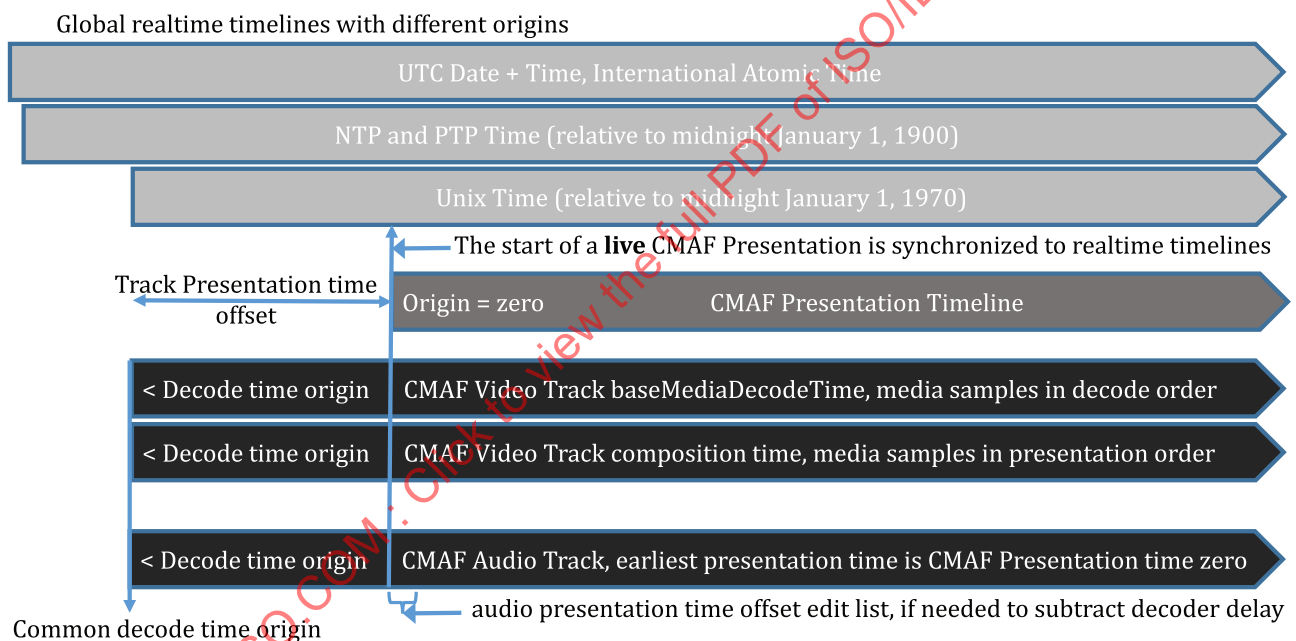 Global realtime timelines with different origins
UTC Date + Time, International Atomic Time
NTP and PTP Time (relative to midnight January 1, 1900)
Unix Time (relative to midnight January 1, 1970)
The start of a live CMAF Presentation is synchronized to realtime timelines
Track Presentation time
offset
Origin = zero CMAF Presentation Timeline
< Decode time origin CMAF Video Track baseMediaDecodeTime, media samples in decode order
< Decode time origin CMAF Video Track composition time, media samples in presentation order
< Decode time origin CMAF Audio Track, earliest presentation time is CMAF Presentation time zero
audio presentation time offset edit list, if needed to subtract decoder delay
Common decode time origin
.COM : Click to view the full PDF of